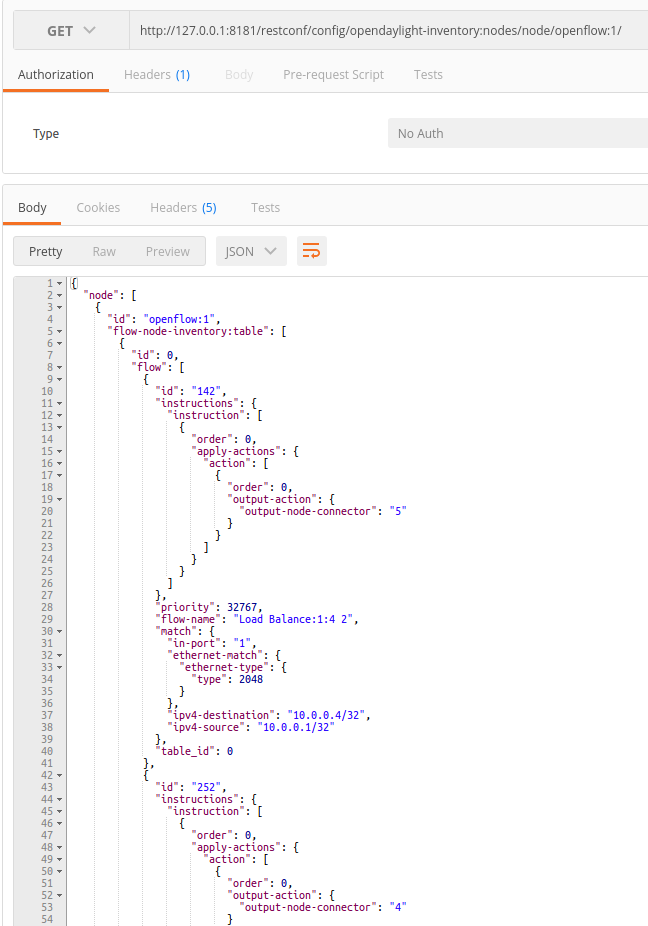 GET http://127.0.0.1:8181/restconf/config/opendaylight-inventory:nodes/node/openflow:1/
Authorization Headers (1) Body Pre-request Script Tests
Type No Auth
Body Cookies Headers (5) Tests
Pretty Raw Preview JSON
1 {
2 "node": [
3 {
4 "id": "openflow:1",
5 "flow-node-inventory:table": [
6 {
7 "id": 0,
8 "flow": [
9 {
10 "id": "142",
11 "instructions": {
12 "instruction": [
13 {
14 "order": 0,
15 "apply-actions": {
16 "action": [
17 {
18 "order": 0,
19 "output-action": {
20 "output-node-connector": "5"
21 }
22 }
23 ]
24 }
25 }
26 ]
27 },
28 "priority": 32767,
29 "flow-name": "Load Balance:1:4 2",
30 "match": {
31 "in-port": "1",
32 "ethernet-match": {
33 "ethernet-type": {
34 "type": 2048
35 }
36 },
37 "ipv4-destination": "10.0.0.4/32",
38 "ipv4-source": "10.0.0.1/32"
39 },
40 "table_id": 0
41 },
42 {
43 "id": "252",
44 "instructions": {
45 "instruction": [
46 {
47 "order": 0,
48 "apply-actions": {
49 "action": [
50 {
51 "order": 0,
52 "output-action": {
53 "output-node-connector": "4"
54 }